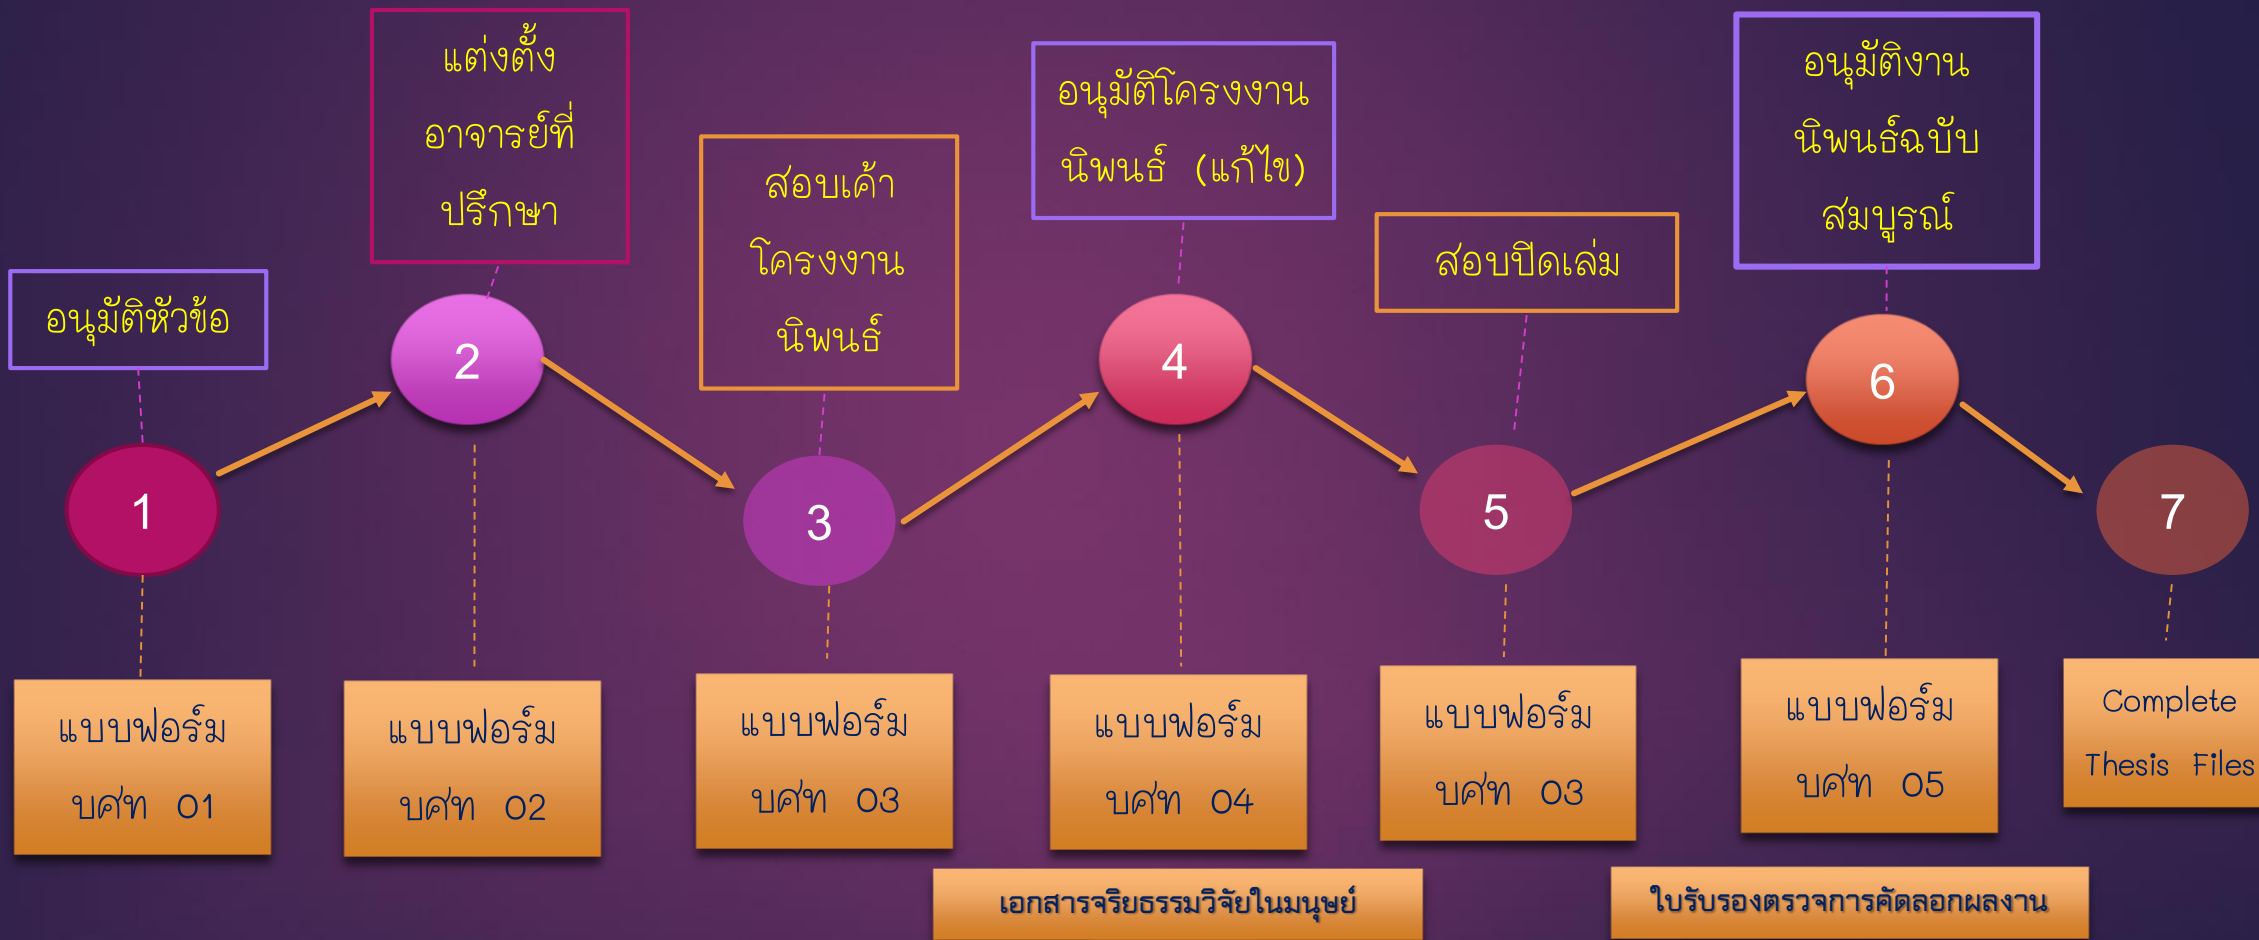 อนุมัติหัวข้อ
1
แบบฟอร์ม
บศท 01
แต่งตั้ง
อาจารย์ที่
ปรึกษา
2
แบบฟอร์ม
บศท 02
สอบเค้า
โครงงาน
นิพนธ์
3
แบบฟอร์ม
บศท 03
อนุมัติโครงงาน
นิพนธ์ (แก้ไข)
4
แบบฟอร์ม
บศท 04
เอกสารจริยธรรมวิจัยในมนุษย์
สอบปิดเล่ม
5
แบบฟอร์ม
บศท 03
อนุมัติงาน
นิพนธ์ฉบับ
สมบูรณ์
6
แบบฟอร์ม
บศท 05
ใบรับรองตรวจการคัดลอกผลงาน
7
Complete
Thesis Files